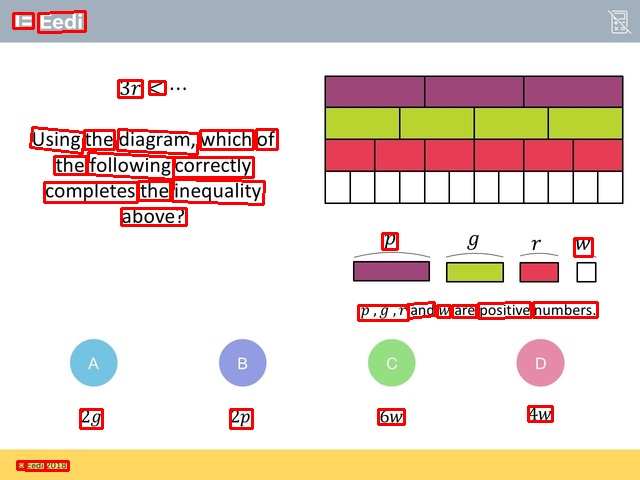 Eedi
3r < ⋯
Using the diagram, which of
the following correctly
completes the inequality
above?
p g r w
p , g , r and w are positive numbers.
A B C D
2g 2p 6w 4w
© Eedi 2018